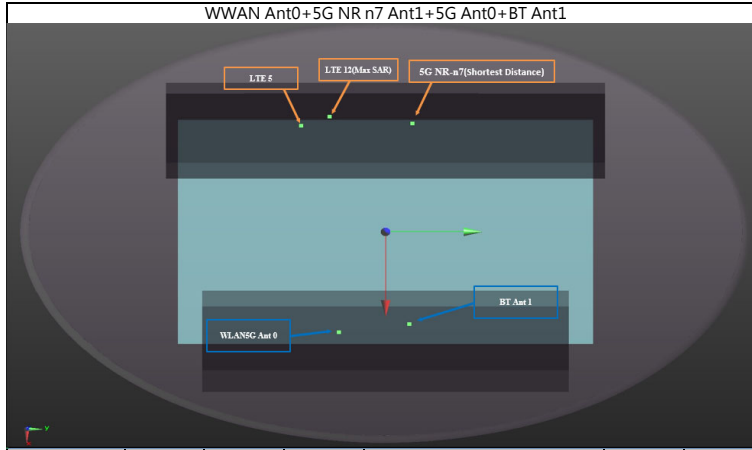 WWAN Ant0+5G NR n7 Ant1+5G Ant0+BT Ant1
LTE 5
LTE 12(Max SAR)
5G NR-n7(Shortest Distance)
BT Ant 1
WLAN5G Ant 0
Y